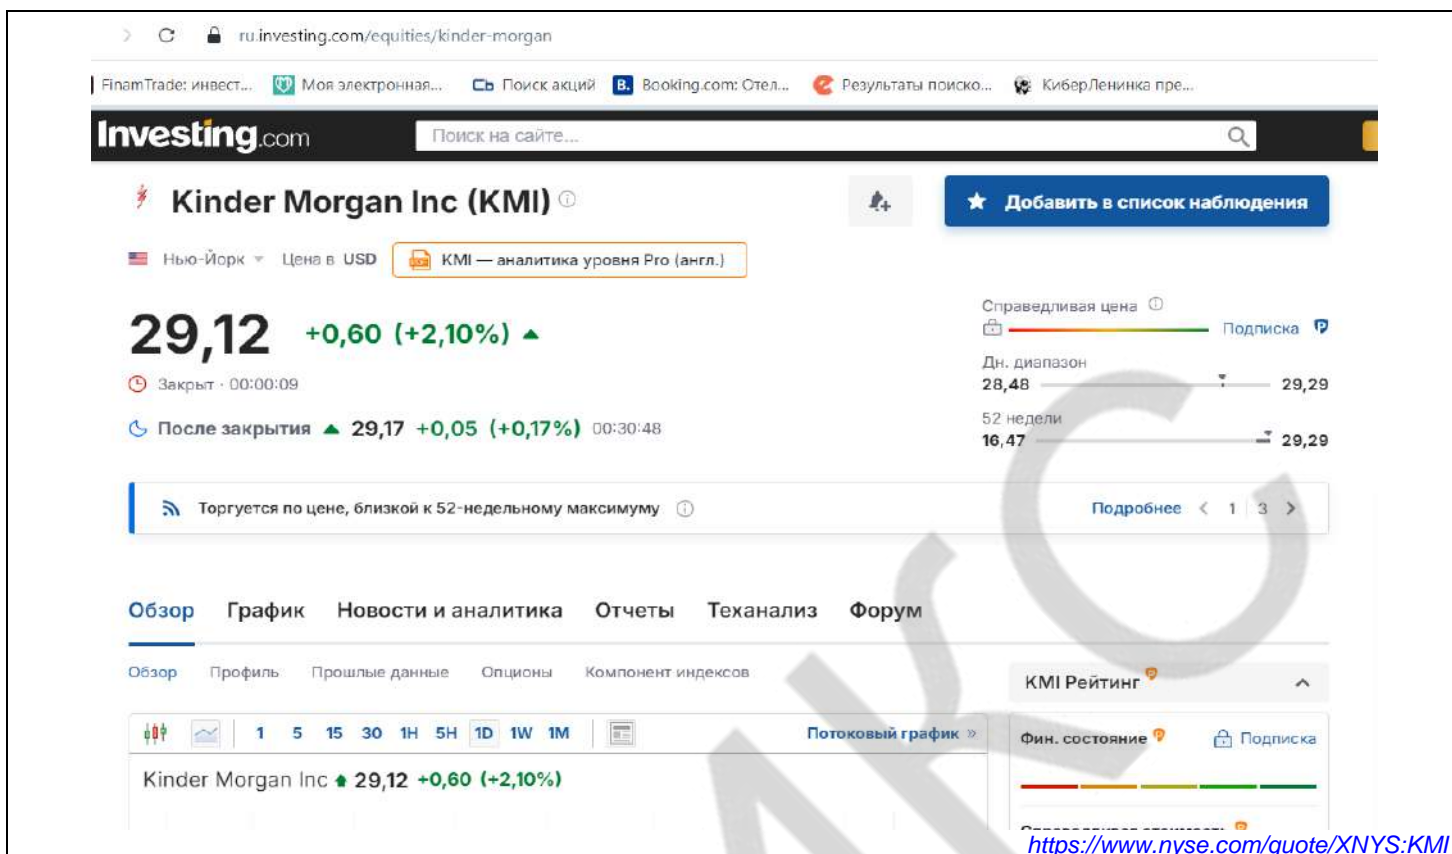 ru.investing.com/equities/kinder-morgan
FinamTrade: инвест... Моя электронная... Сb Поиск акций B. Booking.com: Отел... Результаты поиско... КиберЛенинка пре...
Investing.com Поиск на сайте...
Kinder Morgan Inc (KMI) Добавить в список наблюдения
Нью-Йорк Цена в USD KMI — аналитика уровня Pro (англ.)
Справедливая цена
29,12 +0,60 (+2,10%) Подписка
Дн. диапазон
Закрыт · 00:00:09 28,48 29,29
52 недели
После закрытия 29,17 +0,05 (+0,17%) 00:30:48 16,47 29,29
Торгуется по цене, близкой к 52-недельному максимуму Подробнее < 1 3 >
Обзор График Новости и аналитика Отчеты Теханализ Форум
Обзор Профиль Прошлые данные Опционы Компонент индексов
KMI Рейтинг
1 5 15 30 1H 5H 1D 1W 1M Потоковый график »
Фин. состояние Подписка
Kinder Morgan Inc 29,12 +0,60 (+2,10%)
https://www.nyse.com/quote/XNYS:KMI